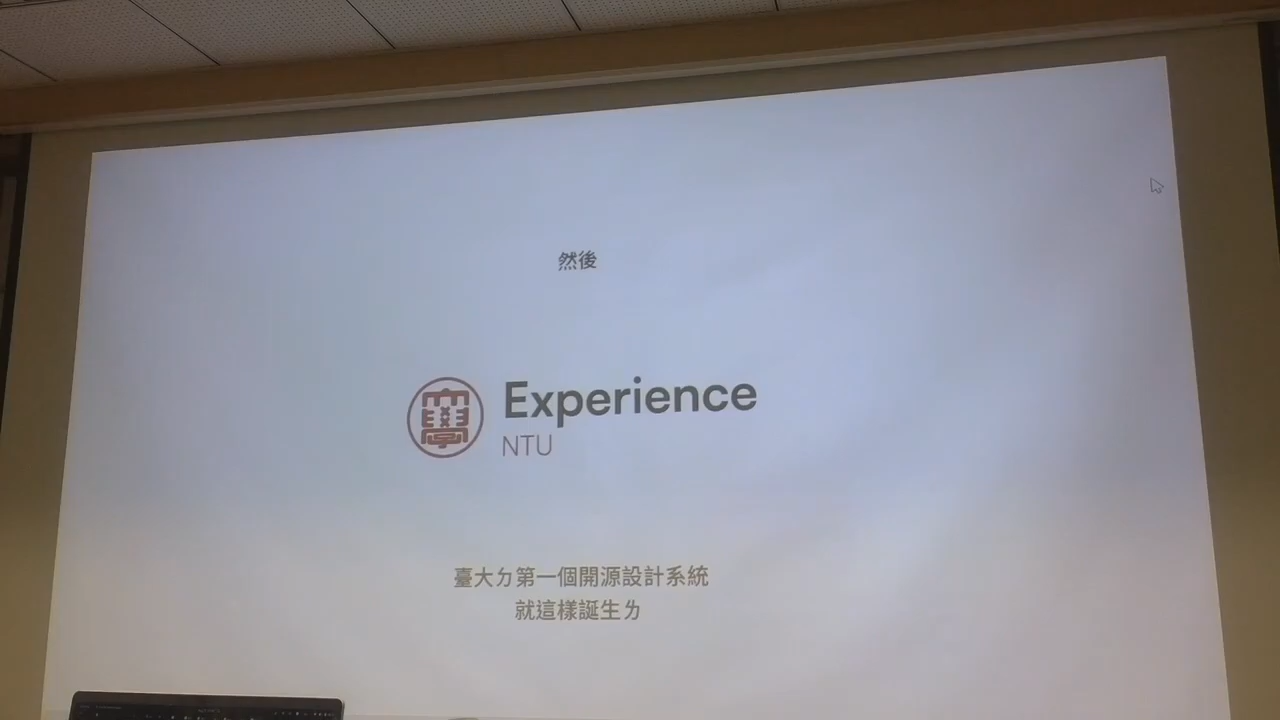 然後
Experience
NTU
臺大ㄉ第一個開源設計系統
就這樣誕生ㄌ